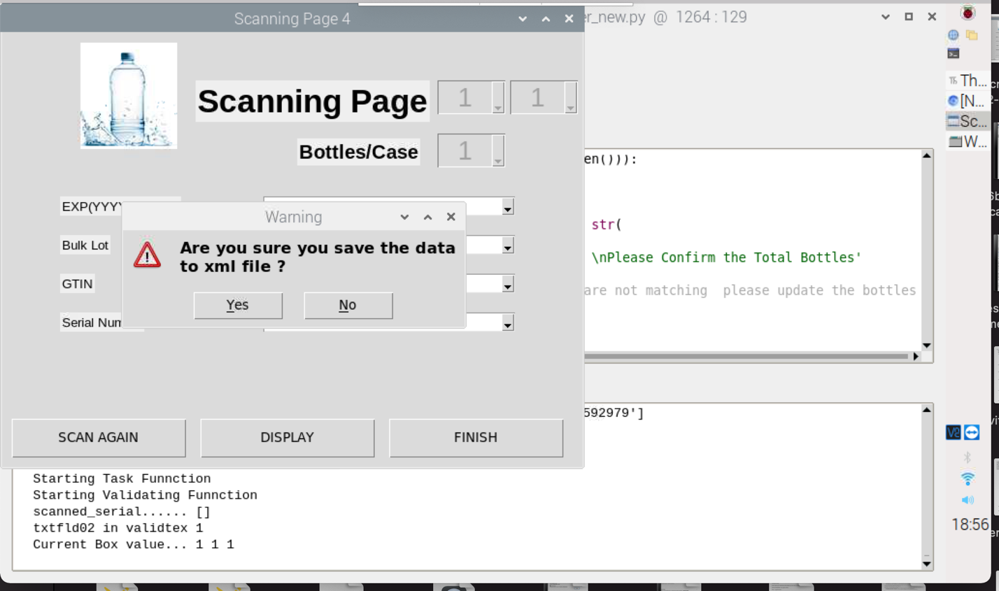 Scanning Page 4
er_new.py @ 1264 : 129
Scanning Page 1 1
Bottles/Case 1
EXP(YYYY
Bulk Lot
GTIN
Serial Num
Warning
Are you sure you save the data
to xml file ?
Yes No
SCAN AGAIN DISPLAY FINISH
en())):
str(
\nPlease Confirm the Total Bottles'
are not matching  please update the bottles
592979']
Starting Task Funnction
Starting Validating Funnction
scanned_serial...... []
txtfld02 in validtex 1
Current Box value... 1 1 1
Th...
[N...
Sc...
W...
18:56